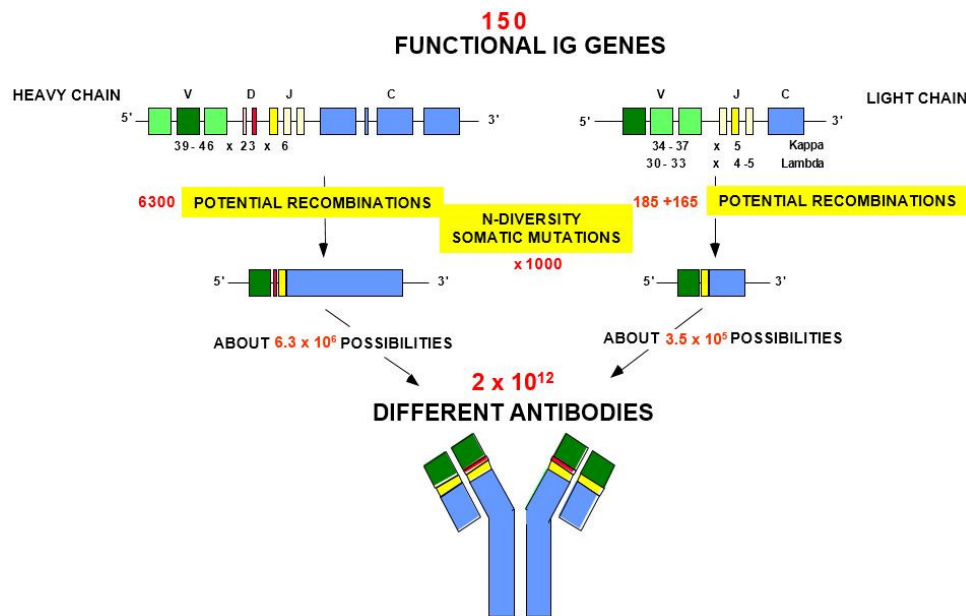 150
FUNCTIONAL IG GENES
HEAVY CHAIN
V D J C
5' 3'
39-46 x 23 x 6
LIGHT CHAIN
V J C
5' 3'
34-37 x 5 Kappa
30-33 x 4-5 Lambda
6300 POTENTIAL RECOMBINATIONS
185 +165 POTENTIAL RECOMBINATIONS
N-DIVERSITY
SOMATIC MUTATIONS
x 1000
5' 3'
5' 3'
ABOUT 6.3 x 10⁶ POSSIBILITIES
ABOUT 3.5 x 10⁵ POSSIBILITIES
2 x 10¹²
DIFFERENT ANTIBODIES